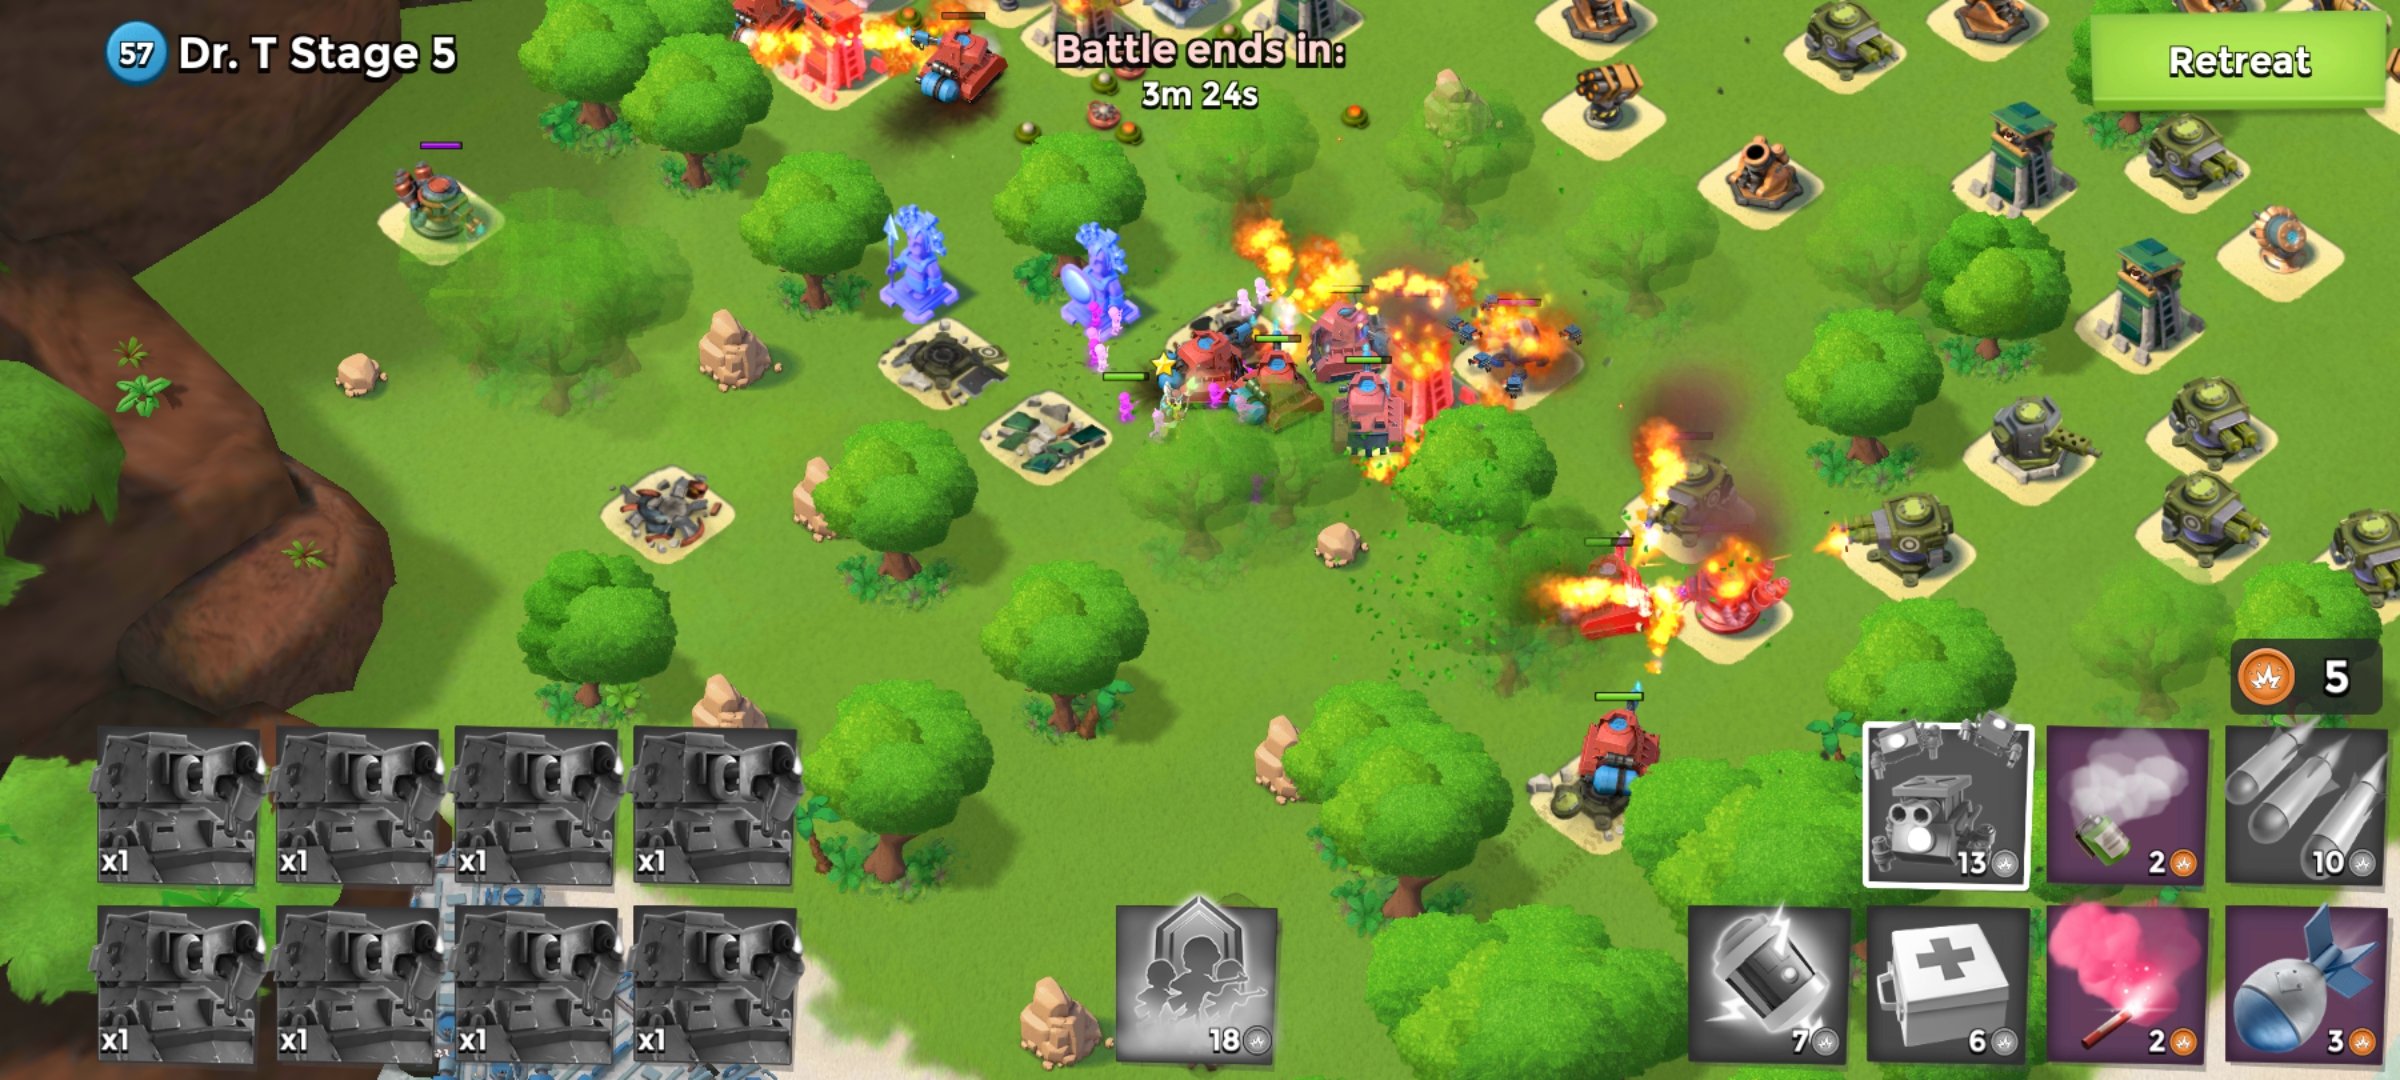 57 Dr. T Stage 5
Battle ends in:
3m 24s
Retreat
5
x1
x1
x1
x1
13
2
10
x1
x1
x1
x1
18
7
6
2
3